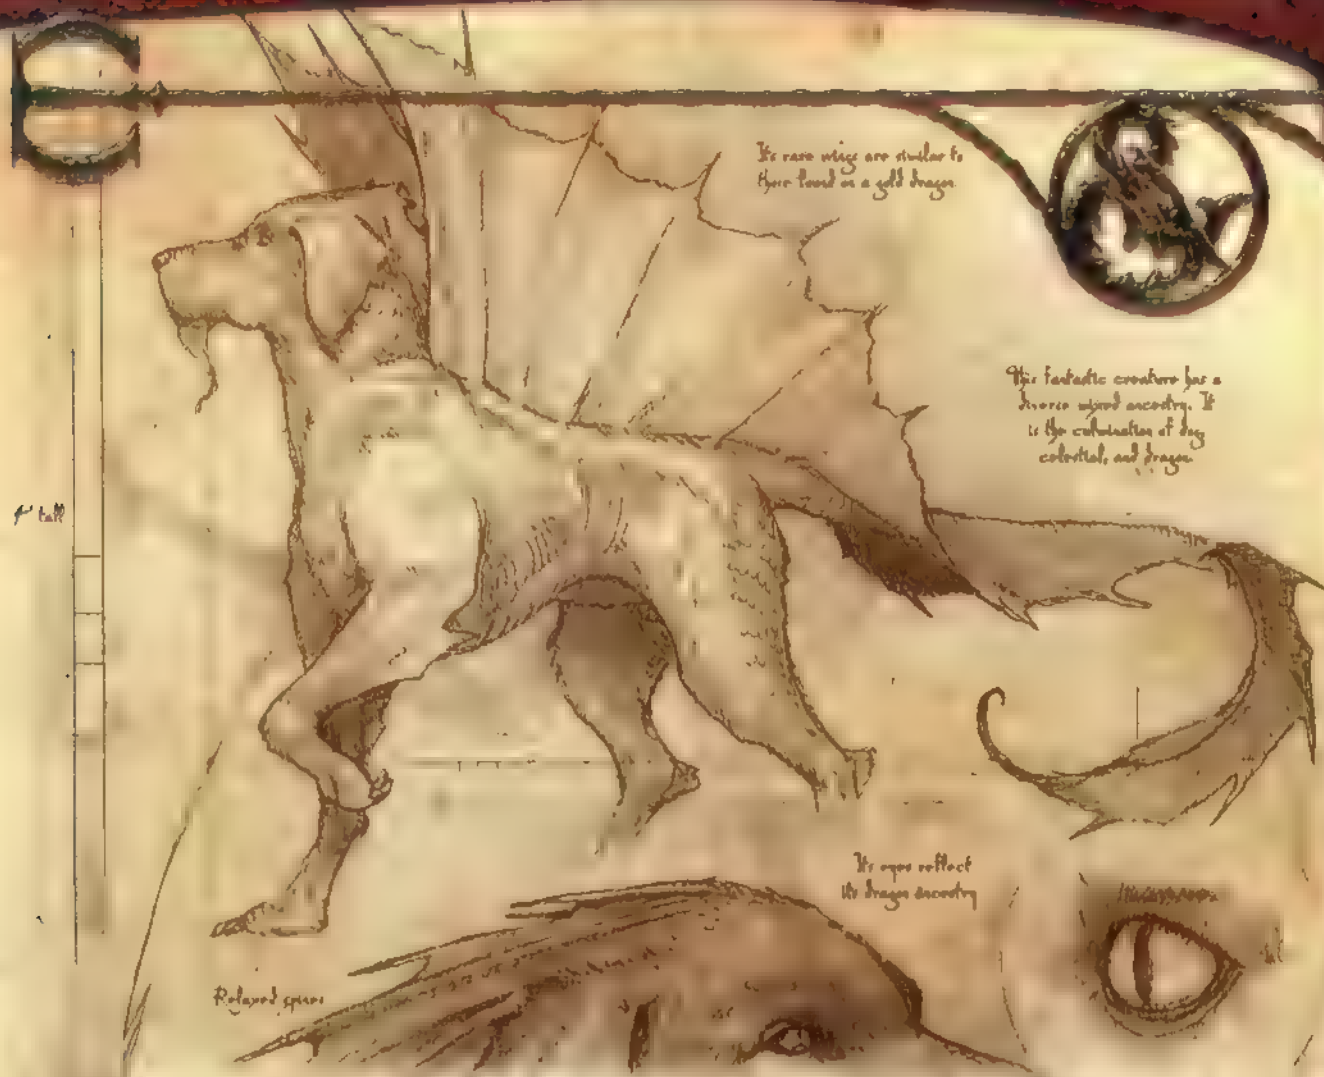 E
Its rare wings are similar to
those found on a gold dragon
This fantastic creature has a
diverse mixed ancestry. It
is the culmination of dog
celestial, and dragon
tall
Its eyes reflect
its dragon ancestry
Relaxed spines